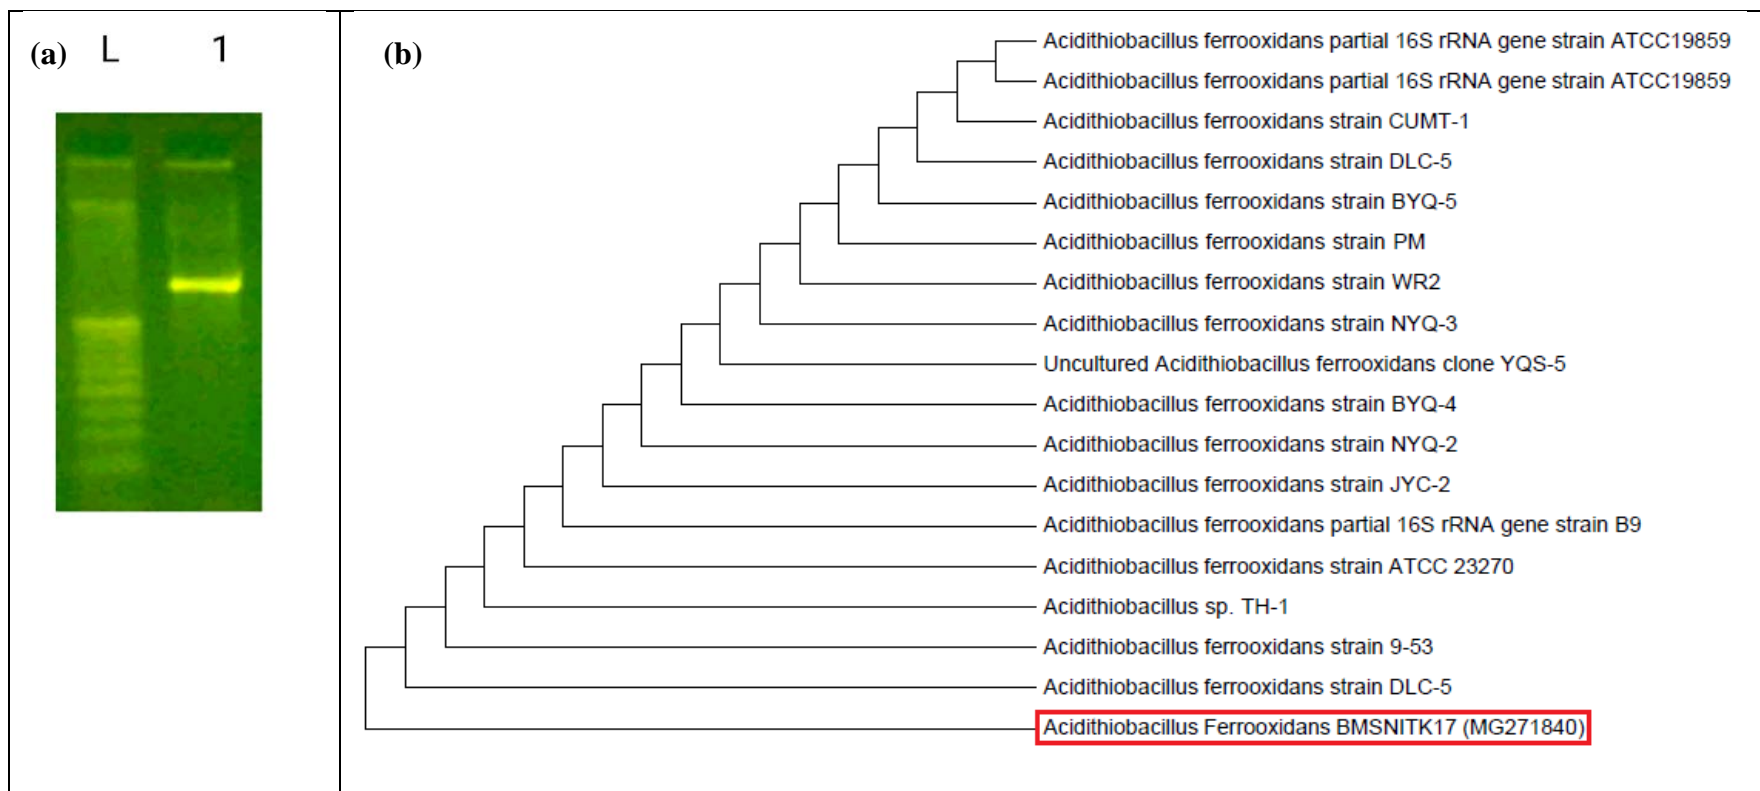 (a) L 1
(b)
Acidithiobacillus ferrooxidans partial 16S rRNA gene strain ATCC19859
Acidithiobacillus ferrooxidans partial 16S rRNA gene strain ATCC19859
Acidithiobacillus ferrooxidans strain CUMT-1
Acidithiobacillus ferrooxidans strain DLC-5
Acidithiobacillus ferrooxidans strain BYQ-5
Acidithiobacillus ferrooxidans strain PM
Acidithiobacillus ferrooxidans strain WR2
Acidithiobacillus ferrooxidans strain NYQ-3
Uncultured Acidithiobacillus ferrooxidans clone YQS-5
Acidithiobacillus ferrooxidans strain BYQ-4
Acidithiobacillus ferrooxidans strain NYQ-2
Acidithiobacillus ferrooxidans strain JYC-2
Acidithiobacillus ferrooxidans partial 16S rRNA gene strain B9
Acidithiobacillus ferrooxidans strain ATCC 23270
Acidithiobacillus sp. TH-1
Acidithiobacillus ferrooxidans strain 9-53
Acidithiobacillus ferrooxidans strain DLC-5
Acidithiobacillus Ferrooxidans BMSNITK17 (MG271840)